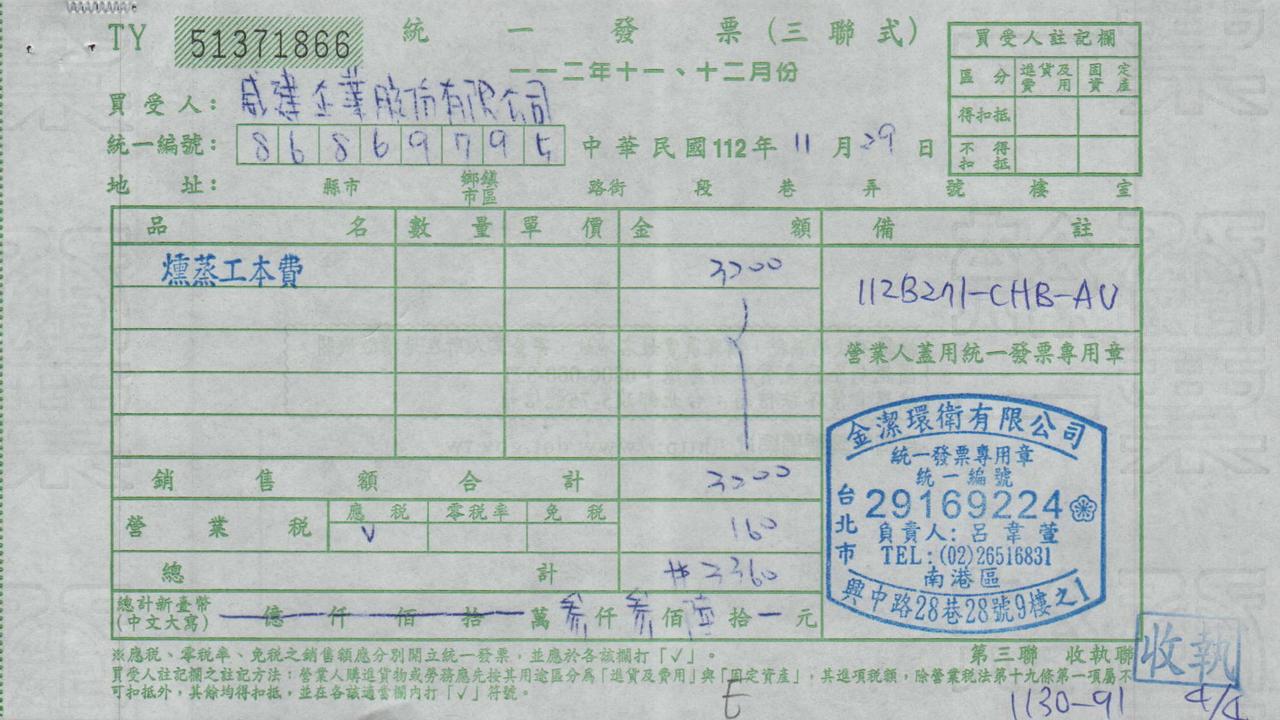 TY 51371866 統一發票(三聯式)
一一二年十一、十二月份
買受人註記欄
區分 進貨及費用 固定資產
得扣抵
不得扣抵
買受人: 威建企業股份有限公司
統一編號: 86869795 中華民國112年11月29日
地址: 縣市 鄉鎮市區 路街 段 巷 弄 號 樓 室
品名 數量 單價 金額 備註
燻蒸工本費 3200 112B271-CHB-AU
營業人蓋用統一發票專用章
銷售額合計 3200
營業稅 應稅 零稅率 免稅
V 160
總計 #3360
總計新臺幣(中文大寫) 億仟佰拾萬叁仟叁佰陸拾一元
金潔環衛有限公司
統一發票專用章
統一編號
29169224
負責人:呂韋萱
TEL:(02)26516831
台北市
南港區
興中路28巷28號9樓之1
※應稅、零稅率、免稅之銷售額應分別開立統一發票,並應於各該欄打「√」。
第三聯 收執聯
收執
買受人註記欄之註記方法:營業人購進貨物或勞務應先按其用途區分為「進貨及費用」與「固定資產」,其進項稅額,除營業稅法第十九條第一項屬不
可扣抵外,其餘均得扣抵,並在各該適當欄內打「√」符號。
E
1130-91 4/4